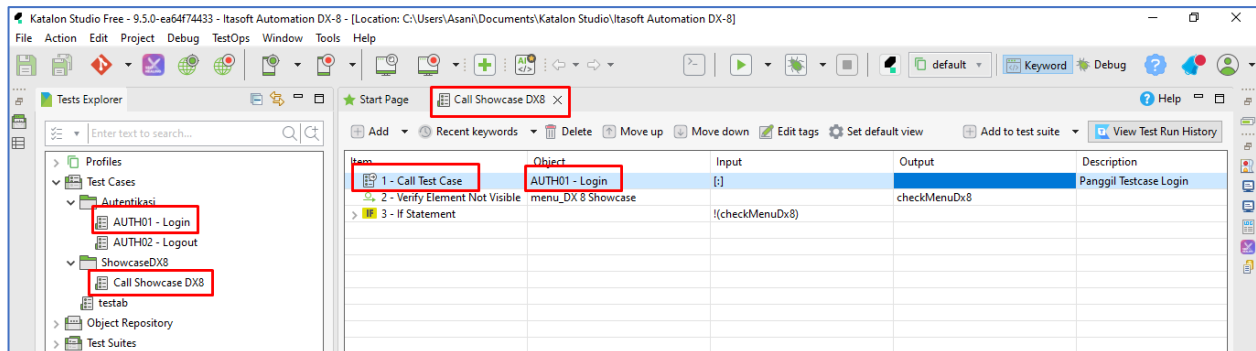 Katalon Studio Free - 9.5.0-ea64f74433 - Itasoft Automation DX-8 - [Location: C:\Users\Asani\Documents\Katalon Studio\Itasoft Automation DX-8]
File Action Edit Project Debug TestOps Window Tools Help
default Keyword Debug
Tests Explorer Start Page Call Showcase DX8 Help
Enter text to search... Add Recent keywords Delete Move up Move down Edit tags Set default view Add to test suite View Test Run History
Profiles
Test Cases
Autentikasi
AUTH01 - Login
AUTH02 - Logout
ShowcaseDX8
Call Showcase DX8
testab
Object Repository
Test Suites
Item Object Input Output Description
1 - Call Test Case AUTH01 - Login [:] Panggil Testcase Login
2 - Verify Element Not Visible menu_DX 8 Showcase checkMenuDx8
IF 3 - If Statement !(checkMenuDx8)